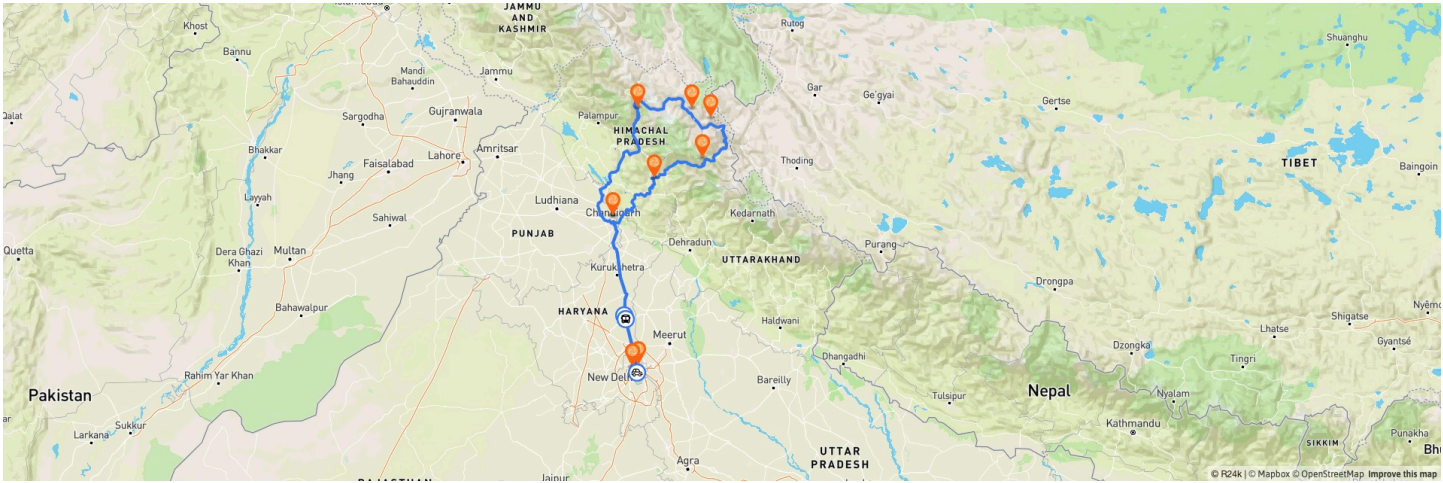 JAMMU
AND
KASHMIR
Khost
Rutog
Bannu
Shuanghu
Mandi
Bahauddin
Jammu
Gar
Ge'gyai
Gertse
Qalat
Sargodha
Gujranwala
Palampur
HIMACHAL
PRADESH
Bhakkar
Faisalabad
Lahore
Amritsar
Thoding
TIBET
Baingoin
Jhang
Layyah
Ludhiana
Chandigarh
Kedarnath
Sahiwal
PUNJAB
Quetta
Dera Ghazi
Khan
Multan
Dehradun
Purang
UTTARAKHAND
Kurukshetra
Drongpa
Bahawalpur
HARYANA
Haldwani
Shigatse
Nyêmo
Meerut
Lhatse
Gyantsé
Dzongka
Dhangadhi
Tingri
Rahim Yar Khan
New Delhi
Bareilly
Pakistan
Tulsipur
Nepal
Nyalam
Sukkur
Larkana
Kathmandu
Punakha
SIKKIM
Bhu
UTTAR
PRADESH
Agra
Jaipur
RAJASTHAN
© R24k | © Mapbox © OpenStreetMap Improve this map